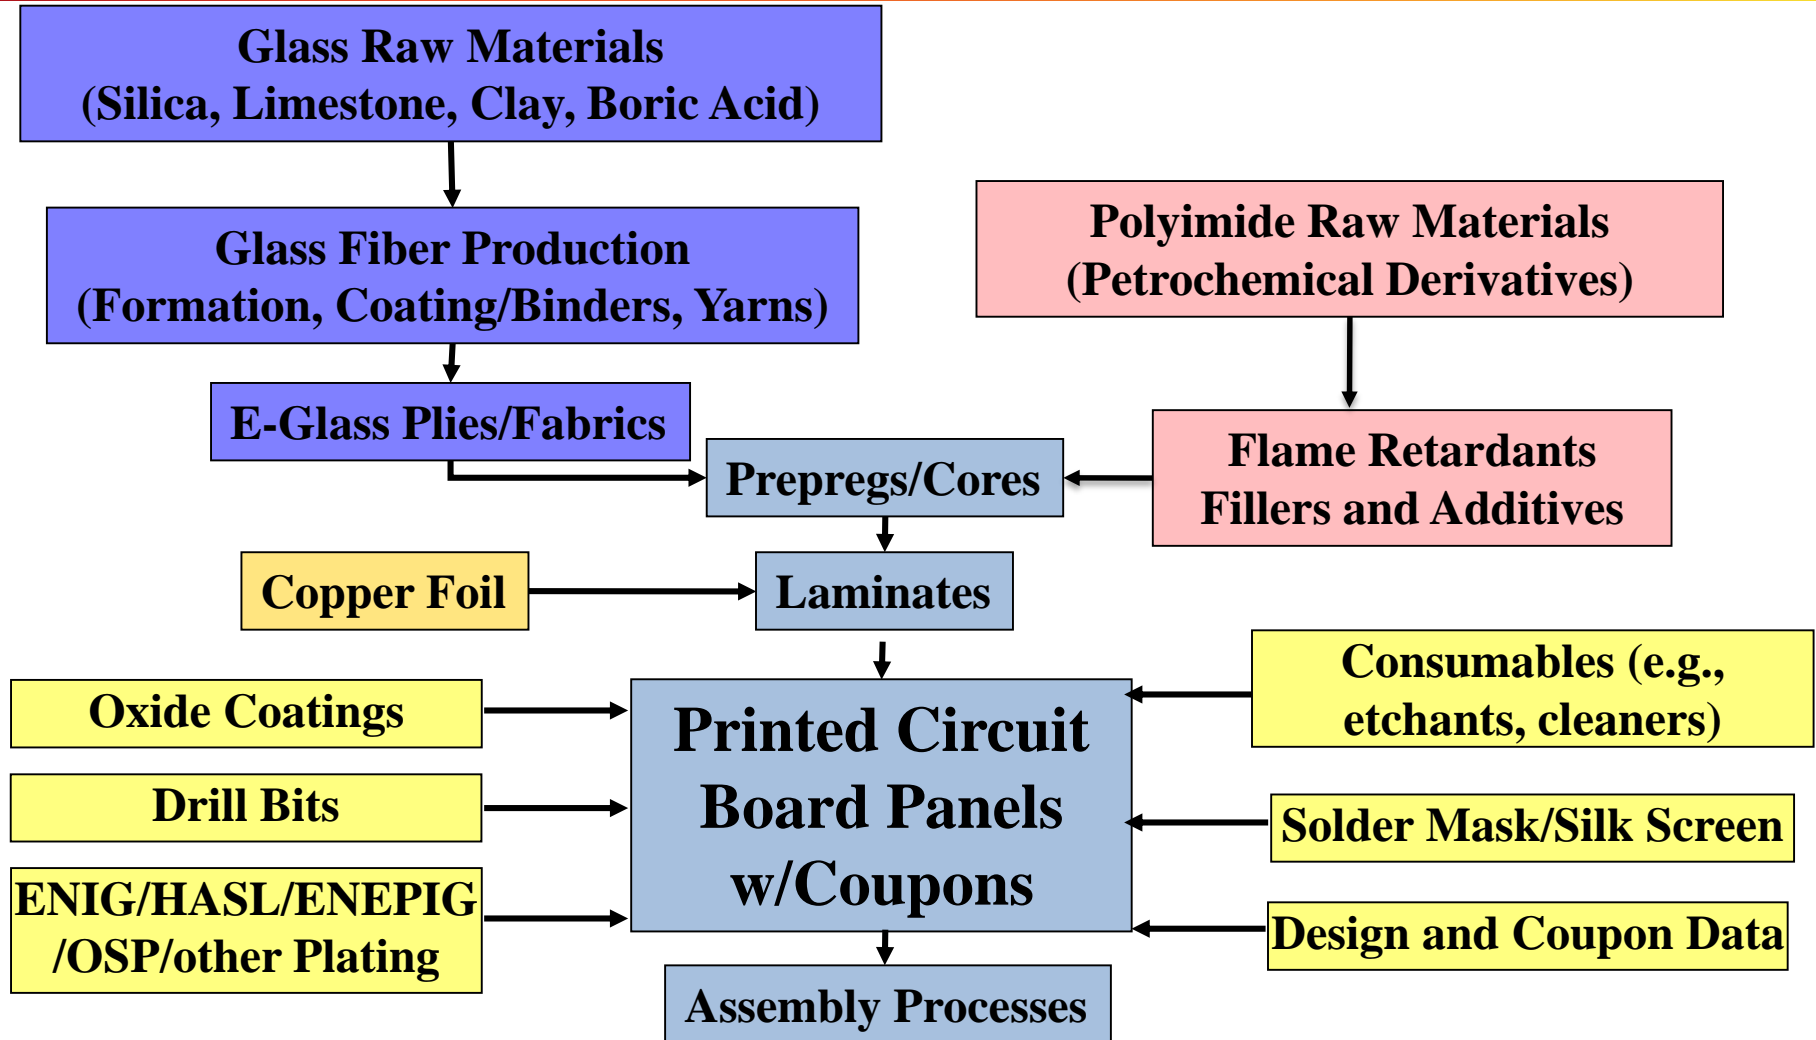 Glass Raw Materials
(Silica, Limestone, Clay, Boric Acid)
Glass Fiber Production
(Formation, Coating/Binders, Yarns)
Polyimide Raw Materials
(Petrochemical Derivatives)
E-Glass Plies/Fabrics
Prepregs/Cores
Flame Retardants
Fillers and Additives
Copper Foil
Laminates
Oxide Coatings
Drill Bits
ENIG/HASL/ENEPIG
/OSP/other Plating
Printed Circuit
Board Panels
w/Coupons
Consumables (e.g.,
etchants, cleaners)
Solder Mask/Silk Screen
Design and Coupon Data
Assembly Processes